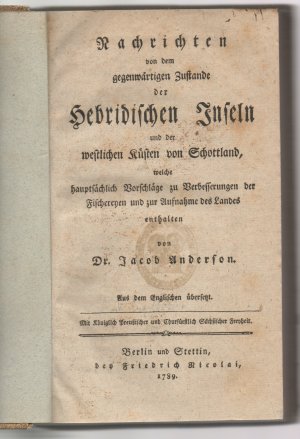 Nachrichten
von dem
gegenwärtigen Zustande
der
Hebridischen Inseln
und der
westlichen Küsten von Schottland,
welche
hauptsächlich Vorschläge zu Verbesserungen der
Fischereyen und zur Aufnahme des Landes
enthalten
von
Dr. Jacob Anderson.
Aus dem Englischen übersetzt.
Mit Königlich Preußischer und Churfürstlich Sächsischer Freyheit.
Berlin und Stettin,
bey Friedrich Nicolai,
1789.